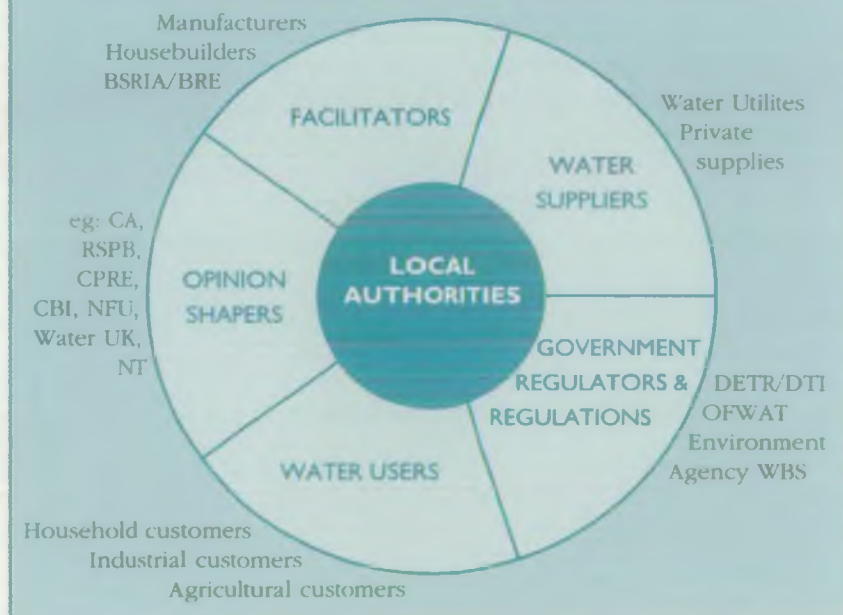 Manufacturers
Housebuilders
BSRIA/BRE
FACILITATORS
Water Utilites
Private
supplies
WATER
SUPPLIERS
eg: CA,
RSPB,
CPRE,
CBI, NFU,
Water UK,
NT
OPINION
SHAPERS
LOCAL
AUTHORITIES
GOVERNMENT
REGULATORS &
REGULATIONS
DETR/DTI
OFWAT
Environment
Agency WBS
WATER USERS
Household customers
Industrial customers
Agricultural customers